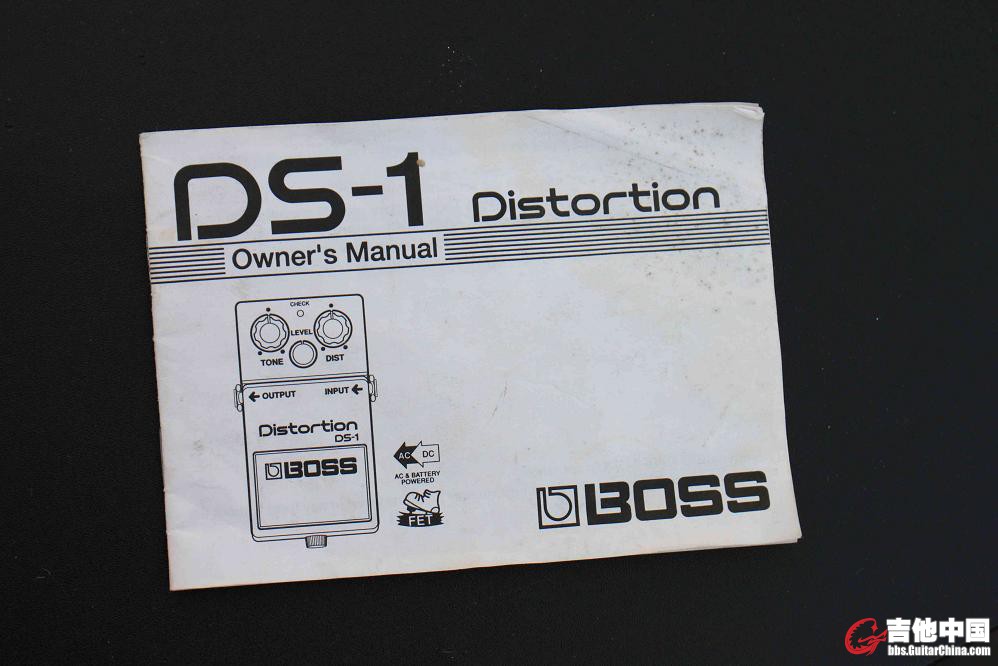 DS-1 Distortion
Owner's Manual
CHECK
LEVEL
TONE DIST
OUTPUT INPUT
Distortion
DS-1
BOSS
AC DC
AC & BATTERY
POWERED
FET
BOSS
吉他中国
bbs.GuitarChina.com